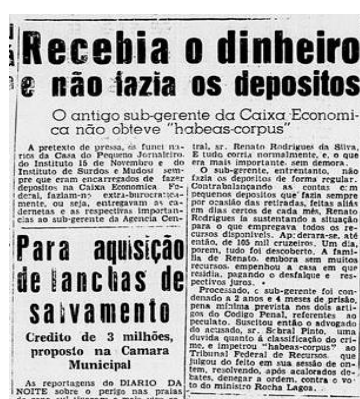 Recebia o dinheiro
e não fazia os depositos
O antigo sub-gerente da Caixa Economi-
ca não obteve "habeas-corpus"
A pretexto de pressa, os funcio-
rios da Casa do Pequeno Jornaleiro,
do Instituto 15 de Novembro e do
Instituto de Surdos e Mudos, sem-
pre que eram encarregados de fazer
depositos na Caixa Economica Fe-
deral, faziam-nos extra-burocratica-
mente, ou seja, entregavam as ca-
dernetas e as respectivas importan-
cias ao sub-gerente da Agencia Cen-
tral, sr. Renato Rodrigues da Silva.
E tudo corria normalmente, e, o que
era mais importante, sem demora.
O sub-gerente, entretanto, não
fazia os depositos de forma regular.
Contrabalançando as contas com
pequenos depositos que fazia sempre
por ocasião das retiradas, feitas aliás
em dias certos de cada mês, Renato
Rodrigues ia sustentando a situação
para o que empregava todos os re-
cursos disponiveis. Apoderara-se, até
então, de 105 mil cruzeiros. Um dia,
porem, tudo foi descoberto. A fami-
lia de Renato, embora sem muitos
recursos, empenhou a casa em que
residia, pagando o desfalque e res-
pectivos juros.
Processado, o sub-gerente foi con-
denado a 2 anos e 4 meses de prisão,
pena minima prevista nos dois arti-
gos do Codigo Penal, referentes ao
peculato. Suscitou então o advogado
do acusado, sr. Sobral Pinto, uma
duvida quanto á classificação do cri-
me, e impetrou "habeas-corpus" ao
Tribunal Federal de Recursos, que
julgou do feito em sua sessão de on-
tem, resolvendo, após acalorados de-
bates, denegar a ordem, contra o vo-
to do ministro Rocha Lagoa.
Para aquisição
de lanchas de
salvamento
Credito de 3 milhões,
proposto na Camara
Municipal
As reportagens do DIARIO DA
NOITE sobre o perigo nas praias